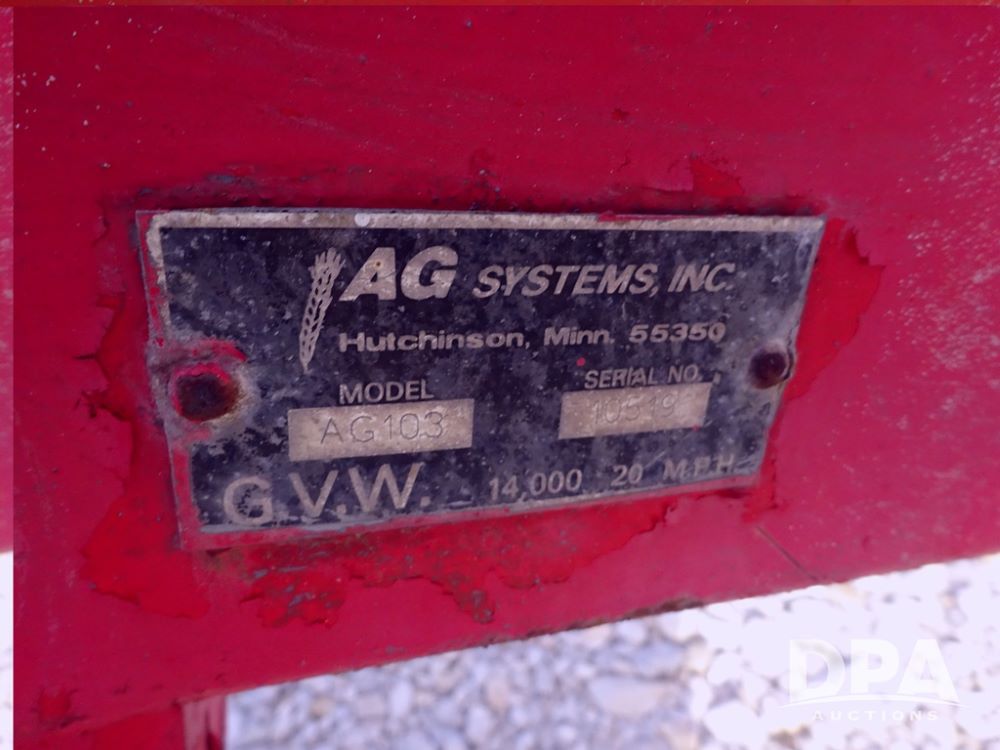 AG SYSTEMS, INC.
Hutchinson, Minn. 55350
MODEL SERIAL NO.
AG103 10519
G.V.W. 14,000 20 M.P.H
DPA
AUCTIONS